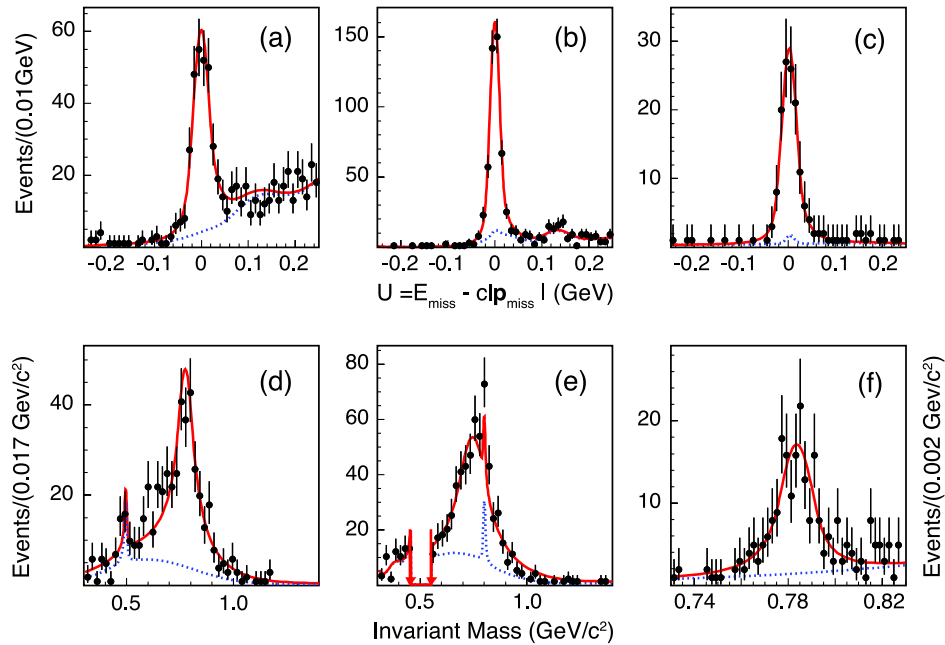 60
40
20
0
Events/(0.01GeV)
(a)
-0.2 -0.1 0 0.1 0.2
150
100
50
0
(b)
-0.2 -0.1 0 0.1 0.2
30
20
10
0
(c)
-0.2 -0.1 0 0.1 0.2
U =E_miss - c|p_miss | (GeV)
40
20
Events/(0.017 Gev/c²)
(d)
0.5 1.0
80
60
40
20
(e)
0.5 1.0
20
10
Events/(0.002 Gev/c²)
(f)
0.74 0.78 0.82
Invariant Mass (GeV/c²)